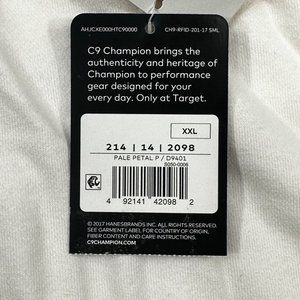 AHJCXE000HTC90000 CH9-RFID-201-17 SML
C9 Champion brings the
authenticity and heritage of
Champion to performance
gear designed for your
every day. Only at Target.
XXL
214 | 14 | 2098
PALE PETAL P / D9401
S050-0006
4 92141 42098 2
© 2017 HANESBRANDS INC. ALL RIGHTS RESERVED.
SEE GARMENT LABEL FOR COUNTRY OF ORIGIN,
FIBER CONTENT AND CARE INSTRUCTIONS.
C9CHAMPION.COM